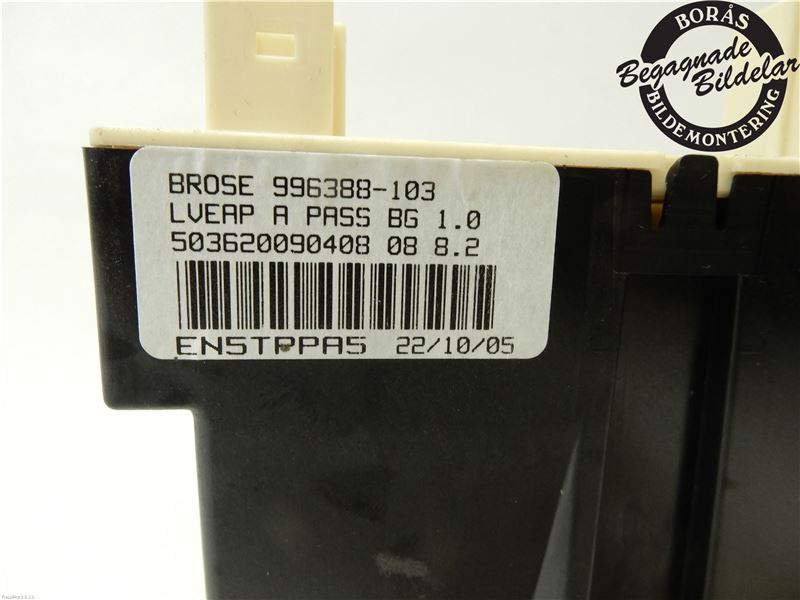 BORÅS
Begagnade
Bildelar
BILDEMONTERING
BROSE 996388-103
LVEAP A PASS BG 1.0
503620090408 08 8.2
EN5TPPA5 22/10/05